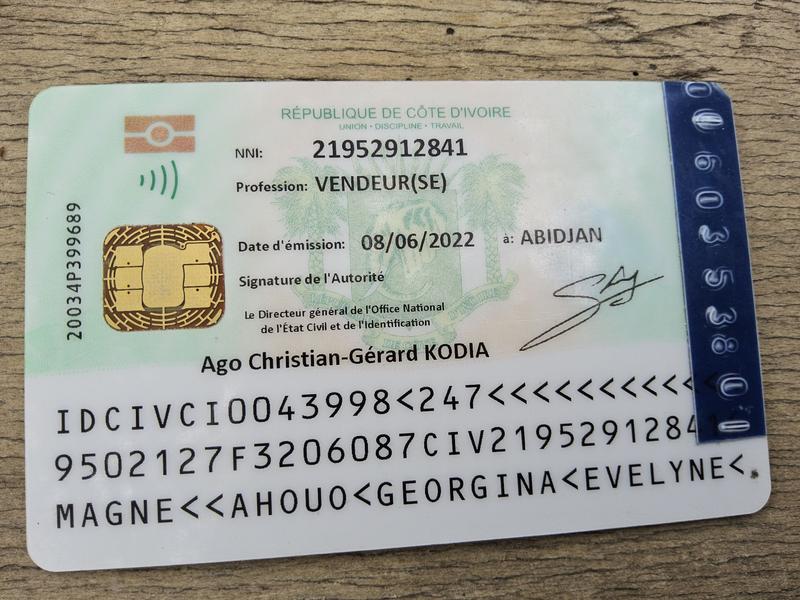 RÉPUBLIQUE DE CÔTE D'IVOIRE
UNION • DISCIPLINE • TRAVAIL
NNI: 21952912841
Profession: VENDEUR(SE)
Date d'émission: 08/06/2022 à: ABIDJAN
Signature de l'Autorité
Le Directeur général de l'Office National
de l'État Civil et de l'Identification
Ago Christian-Gérard KODIA
20034P399689
IDCIVCI0043998<247<<<<<<<<<<<
9502127F3206087CIV2195291284
MAGNE<<AHOUO<GEORGINA<EVELYNE<